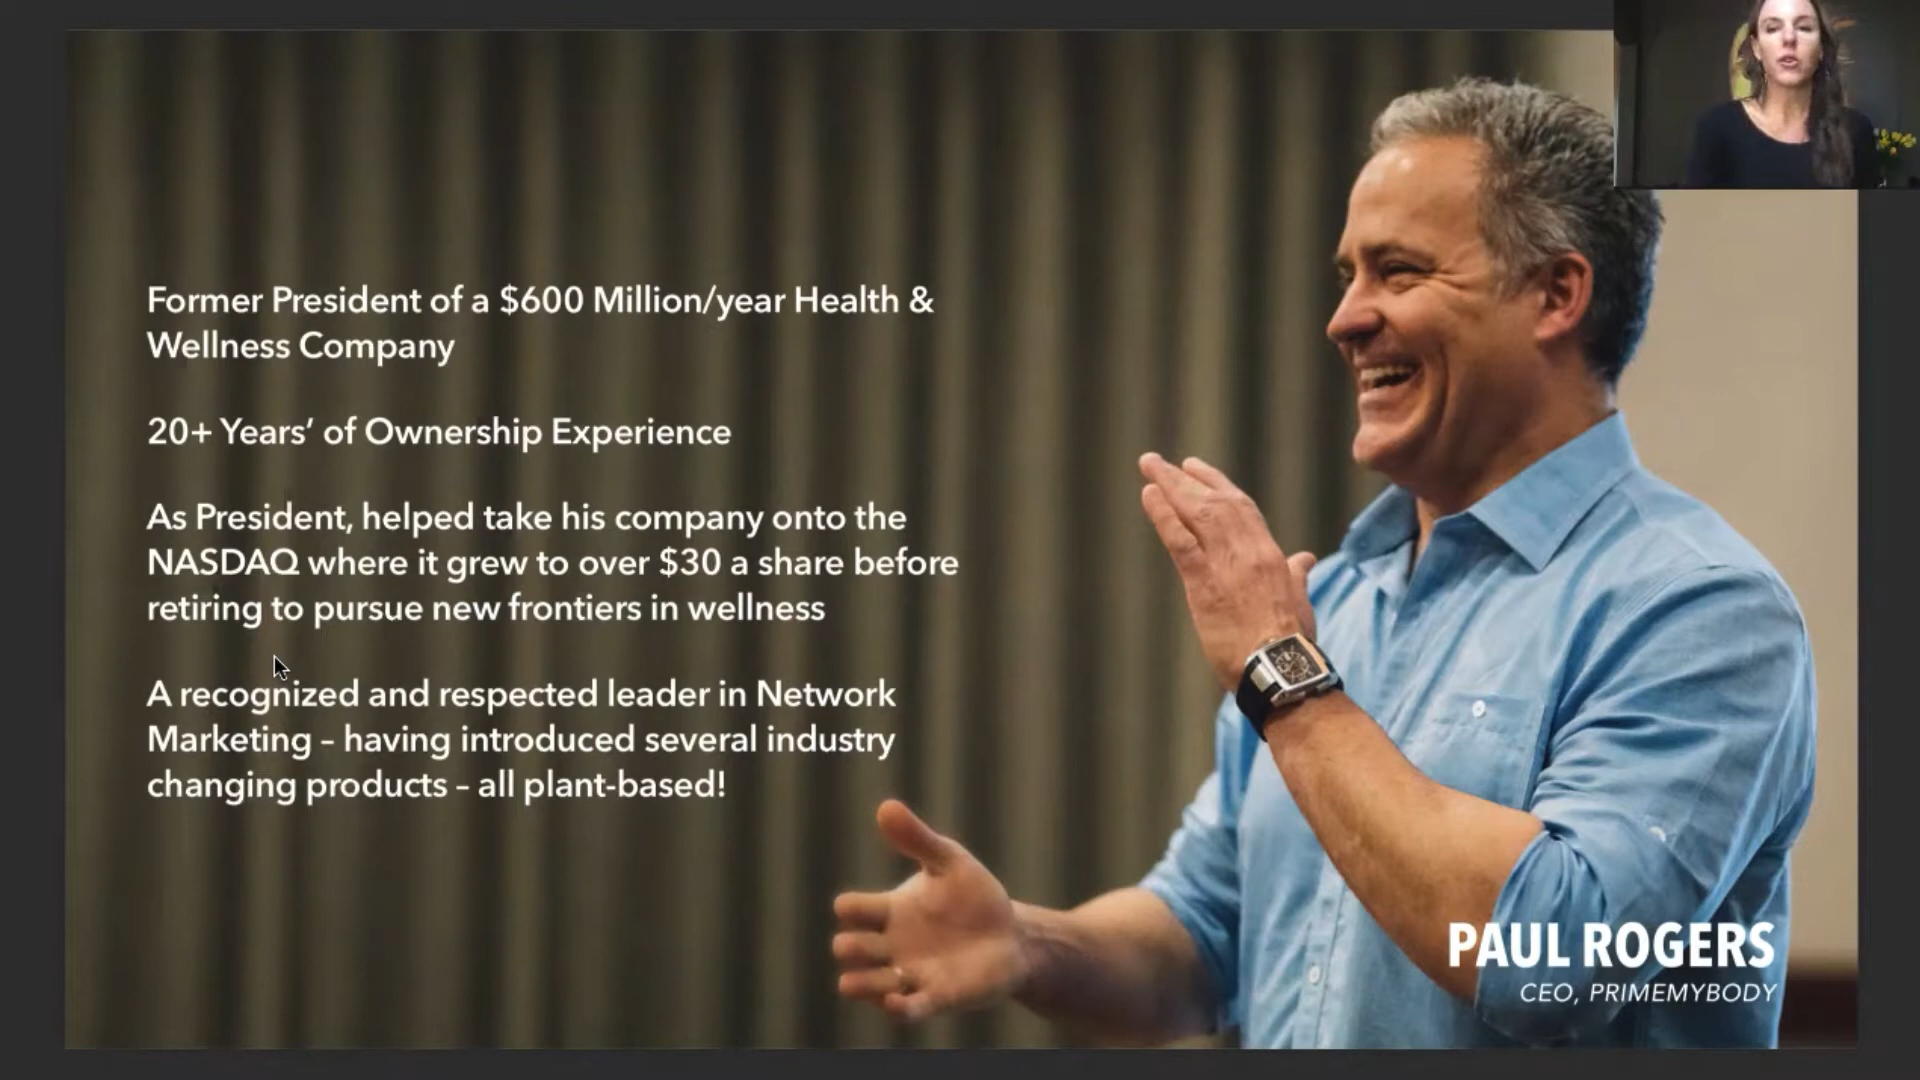 Former President of a $600 Million/year Health &
Wellness Company
20+ Years’ of Ownership Experience
As President, helped take his company onto the
NASDAQ where it grew to over $30 a share before
retiring to pursue new frontiers in wellness
A recognized and respected leader in Network
Marketing – having introduced several industry
changing products – all plant-based!
PAUL ROGERS
CEO, PRIMEMYBODY